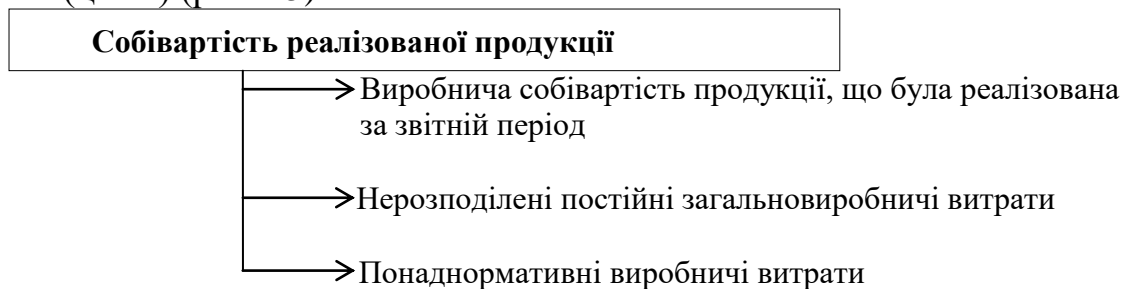 Собівартість реалізованої продукції
Виробнича собівартість продукції, що була реалізована
за звітній період
Нерозподілені постійні загальновиробничі витрати
Понаднормативні виробничі витрати